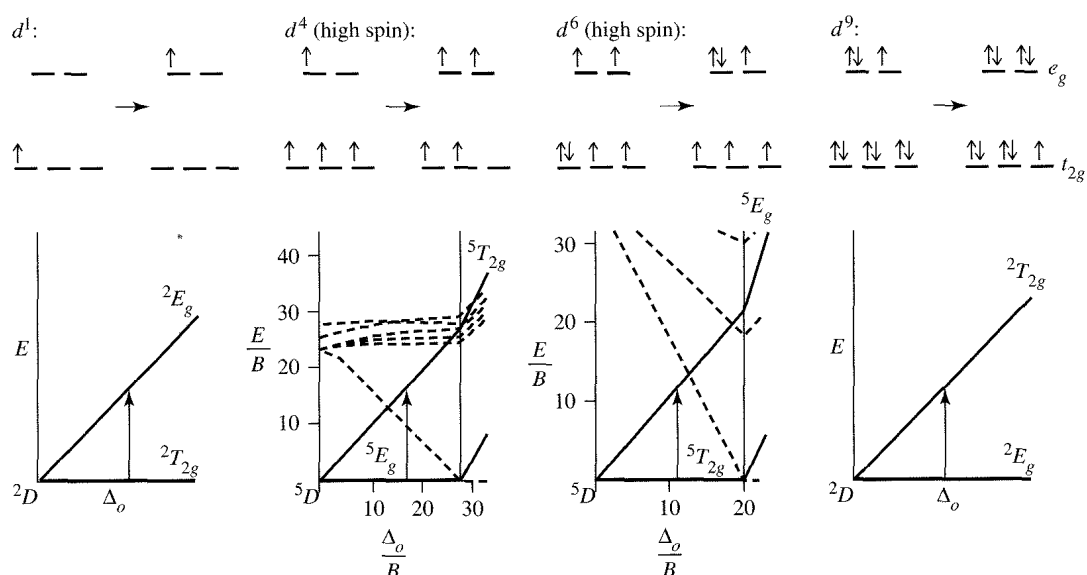 d¹:
d⁴ (high spin):
d⁶ (high spin):
d⁹:
e_g
t_2g
E
²E_g
²T_2g
²D
Δ_o
E/B
40
30
20
10
⁵T_2g
⁵E_g
⁵D
10 20 30
Δ_o/B
E/B
30
20
10
⁵E_g
⁵T_2g
⁵D
10 20
Δ_o/B
E
²T_2g
²E_g
²D
Δ_o